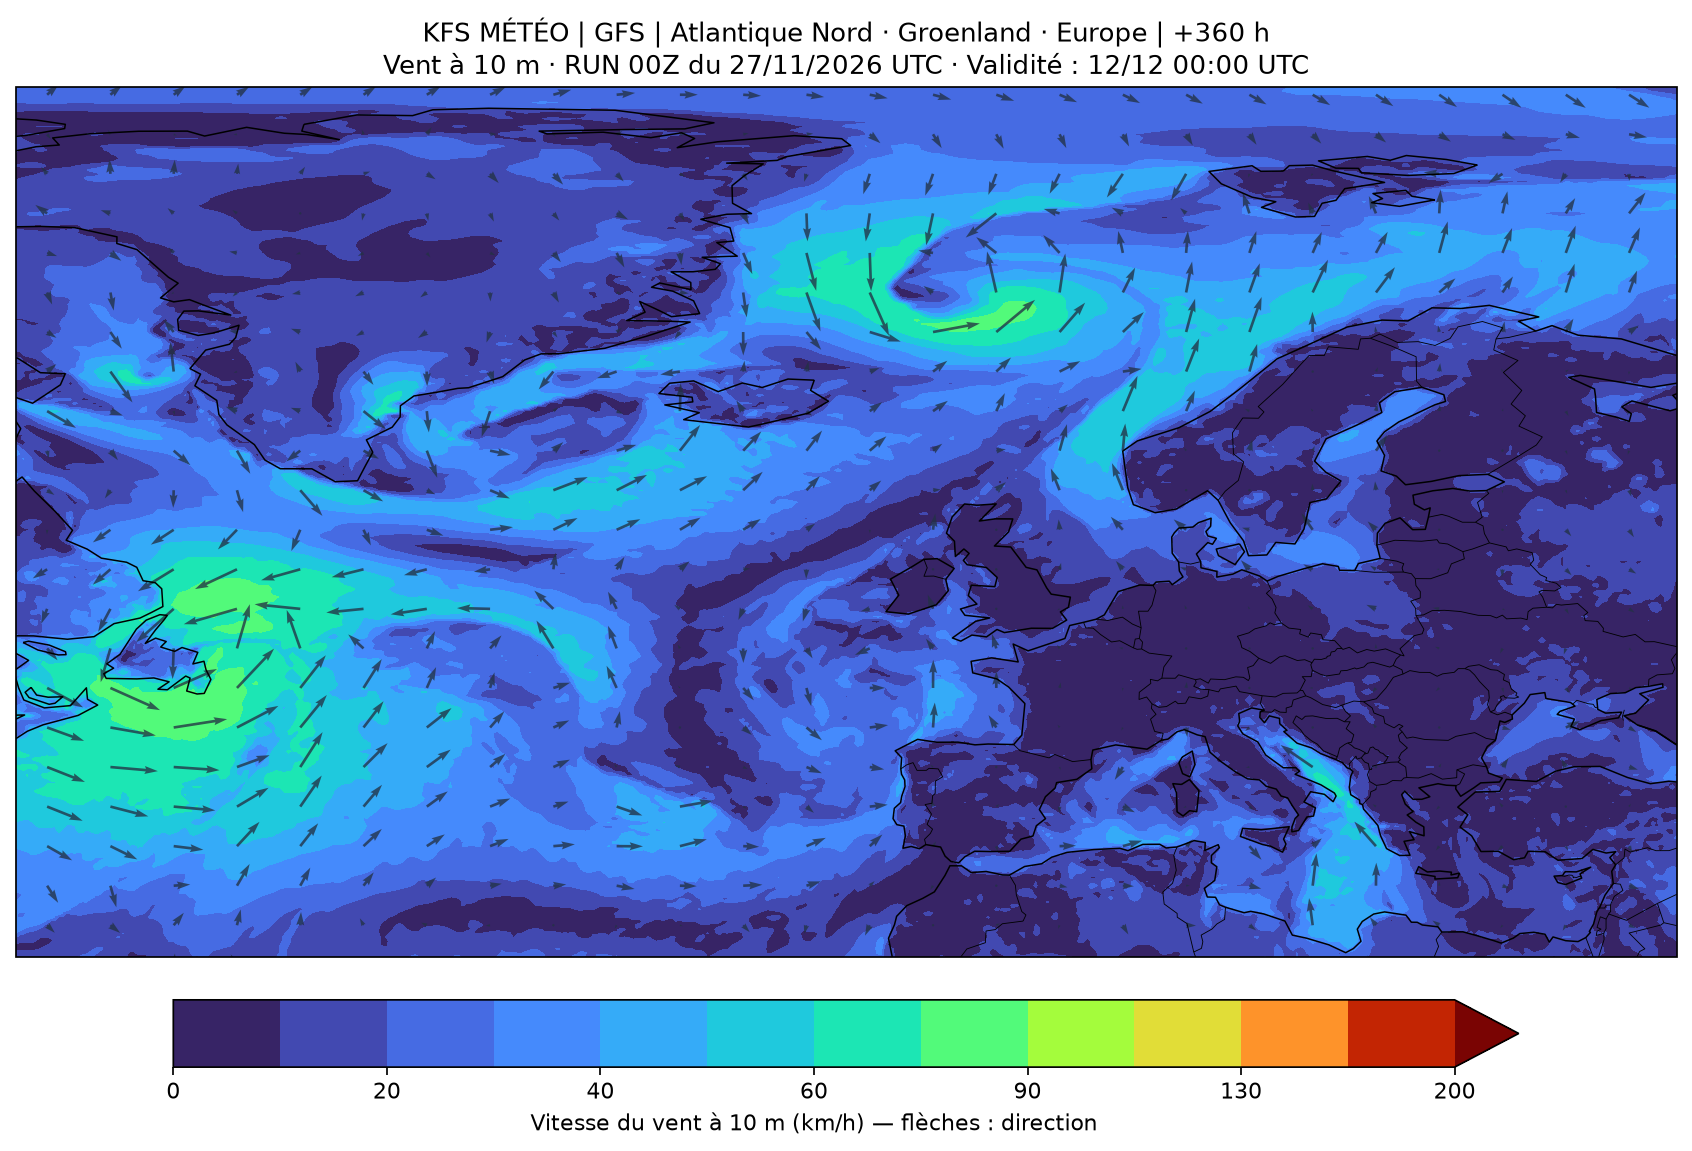 KFS MÉTÉO | GFS | Atlantique Nord · Groenland · Europe | +360 h
Vent à 10 m · RUN 00Z du 27/11/2026 UTC · Validité : 12/12 00:00 UTC
0 20 40 60 90 130 200
Vitesse du vent à 10 m (km/h) — flèches : direction